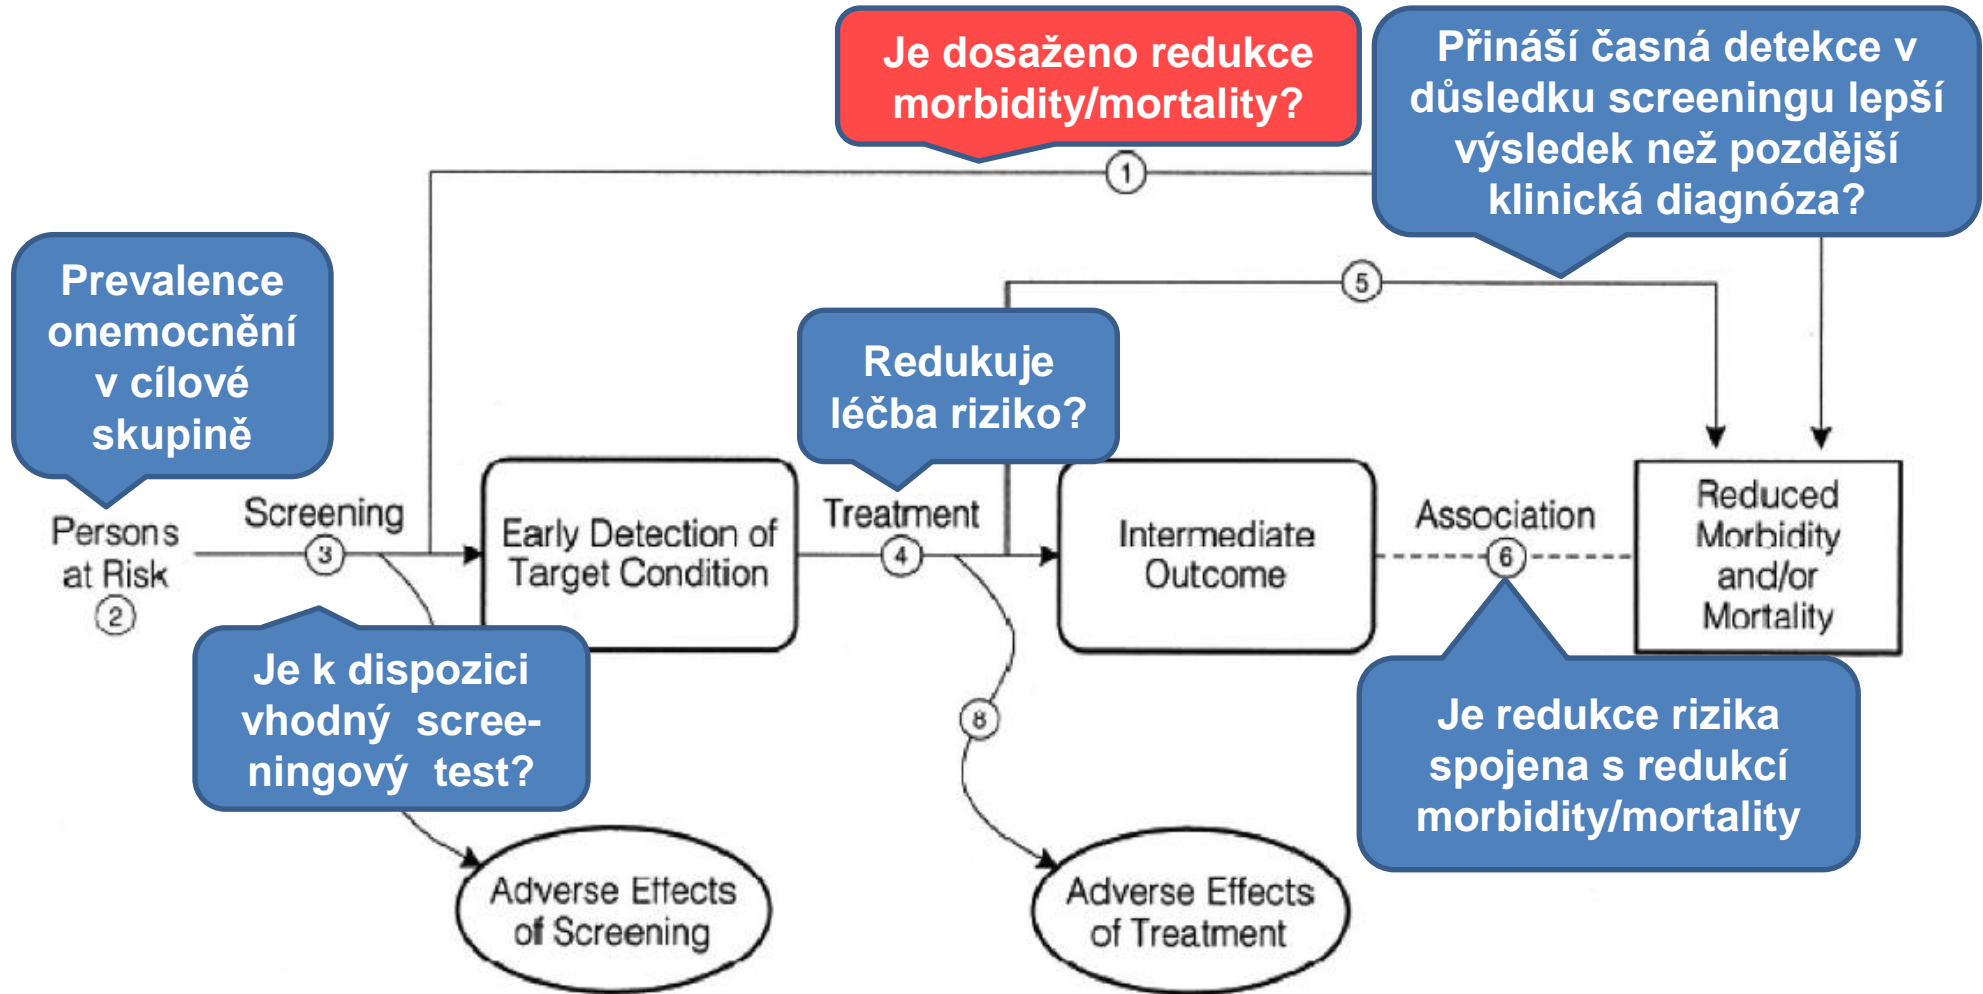 Je dosaženo redukce
morbidity/mortality?
Přináší časná detekce v
důsledku screeningu lepší
výsledek než pozdější
klinická diagnóza?
1
Prevalence
onemocnění
v cílové
skupině
5
Redukuje
léčba riziko?
Persons
at Risk
2
Screening
3
Early Detection of
Target Condition
Treatment
4
Intermediate
Outcome
Association
6
Reduced
Morbidity
and/or
Mortality
Je k dispozici
vhodný scree-
ningový test?
8
Je redukce rizika
spojena s redukcí
morbidity/mortality
Adverse Effects
of Screening
Adverse Effects
of Treatment